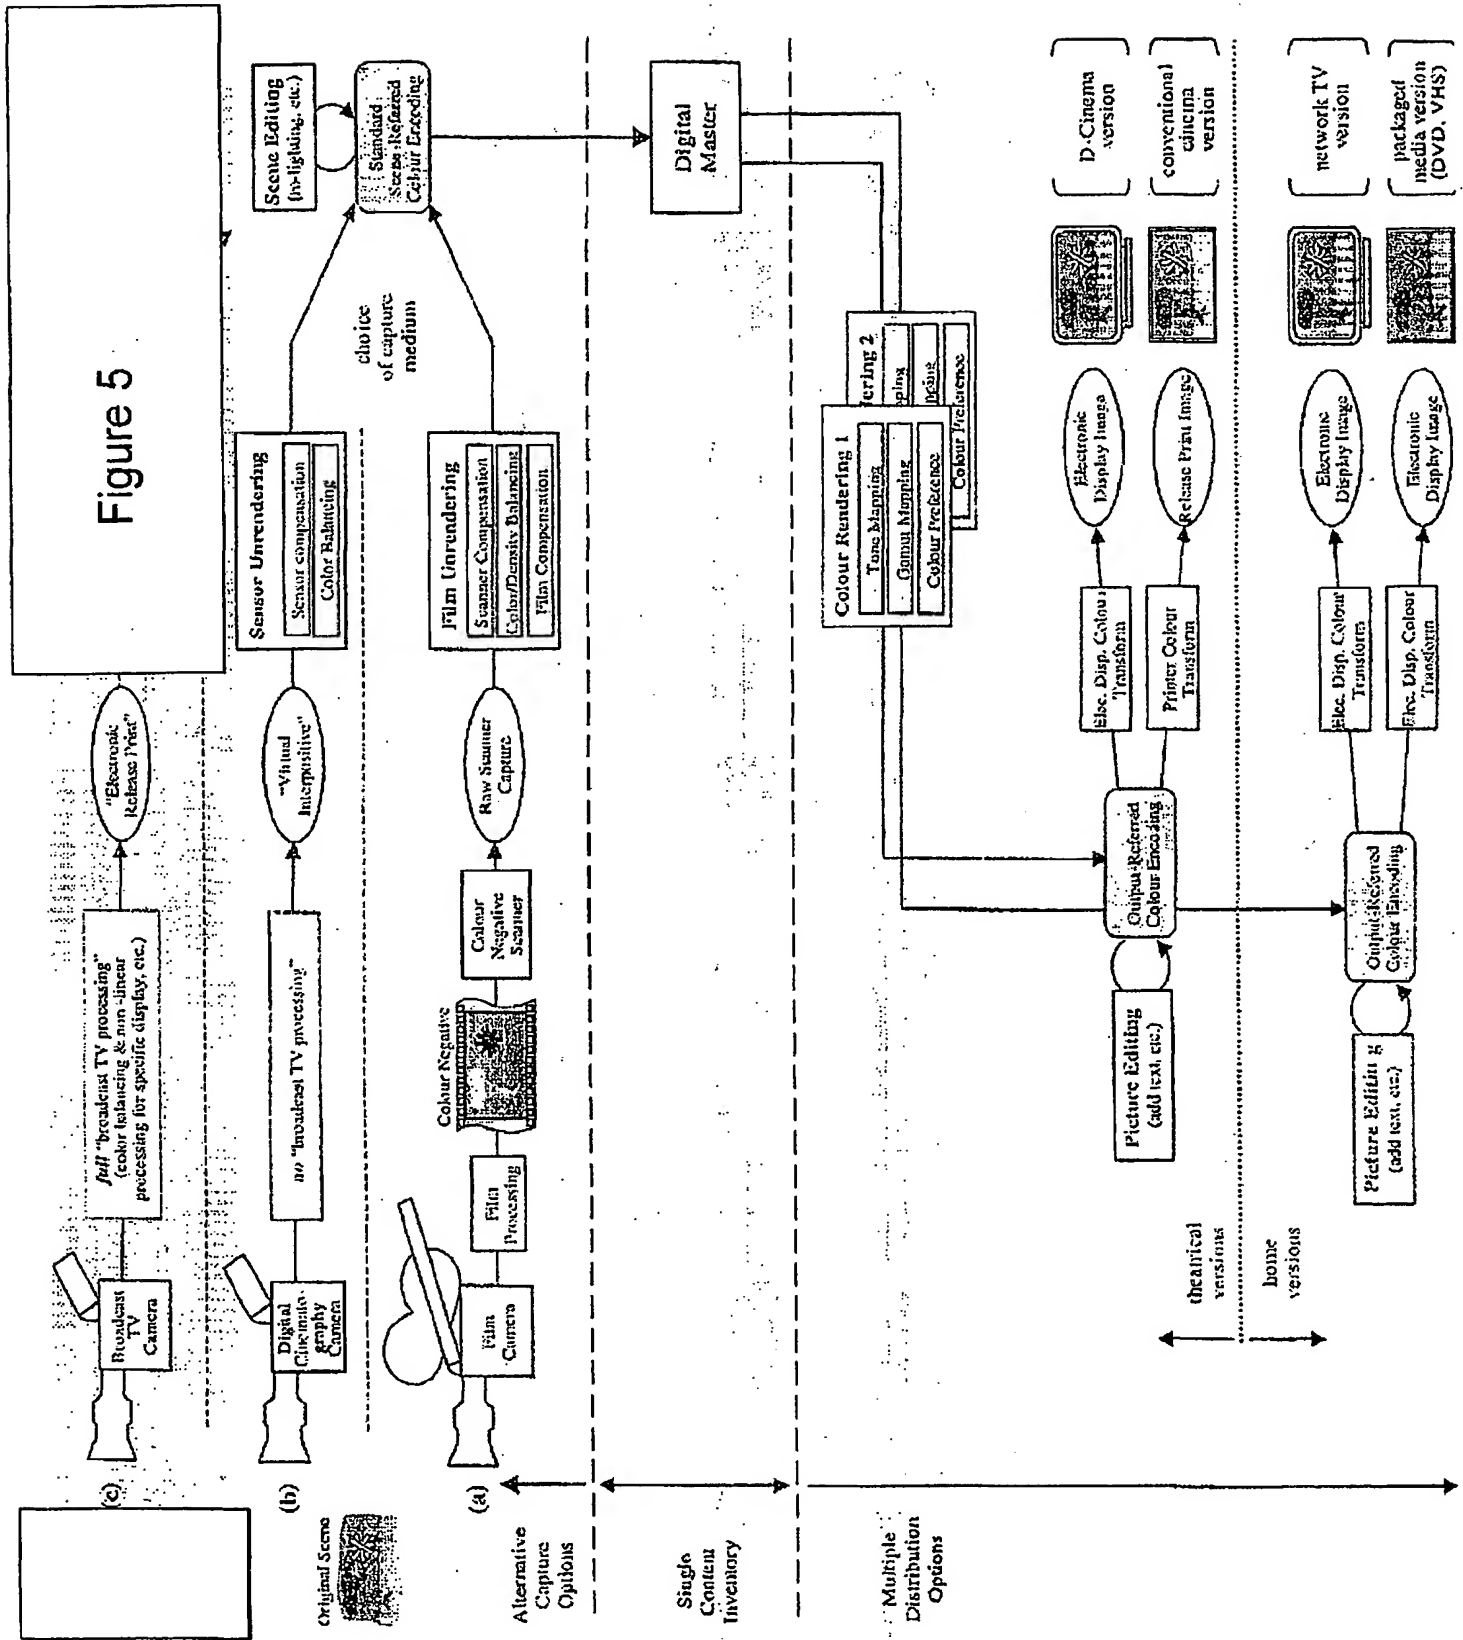 Figure 5
(c)
Broadcast
TV
Camera
full "broadcast TV processing"
(color balancing & non-linear
processing for specific display, etc.)
"Electronic
Release Print"
(b)
Digital
Cinemato-
graphy
Camera
no "broadcast TV processing"
"Virtual
Interpositive"
Sensor Unrendering
Sensor compensation
Color Balancing
Scene Editing
(re-lighting, etc.)
Standard
Scene-Referred
Colour Encoding
choice
of capture
medium
Original Scene
(a)
Film
Camera
Film
Processing
Colour Negative
Colour
Negative
Scanner
Raw Scanner
Capture
Film Unrendering
Scanner Compensation
Color/Density Balancing
Film Compensation
Alternative
Capture
Options
Single
Content
Inventory
Digital
Master
Multiple
Distribution
Options
Colour Rendering 1
Tone Mapping
Gamut Mapping
Colour Preference
dering 2
pping
pping
Colour Preference
Picture Editing
(add text, etc.)
Output-Referred
Colour Encoding
Elec. Disp. Colour
Transform
Electronic
Display Image
D-Cinema
version
Printer Colour
Transform
Release Print Image
conventional
cinema
version
theatrical
versions
home
versions
Picture Editin g
(add text, etc.)
Output-Referred
Colour Encoding
Elec. Disp. Colour
Transform
Electronic
Display Image
network TV
version
Elec. Disp. Colour
Transform
Electronic
Display Image
packaged
media version
(DVD, VHS)